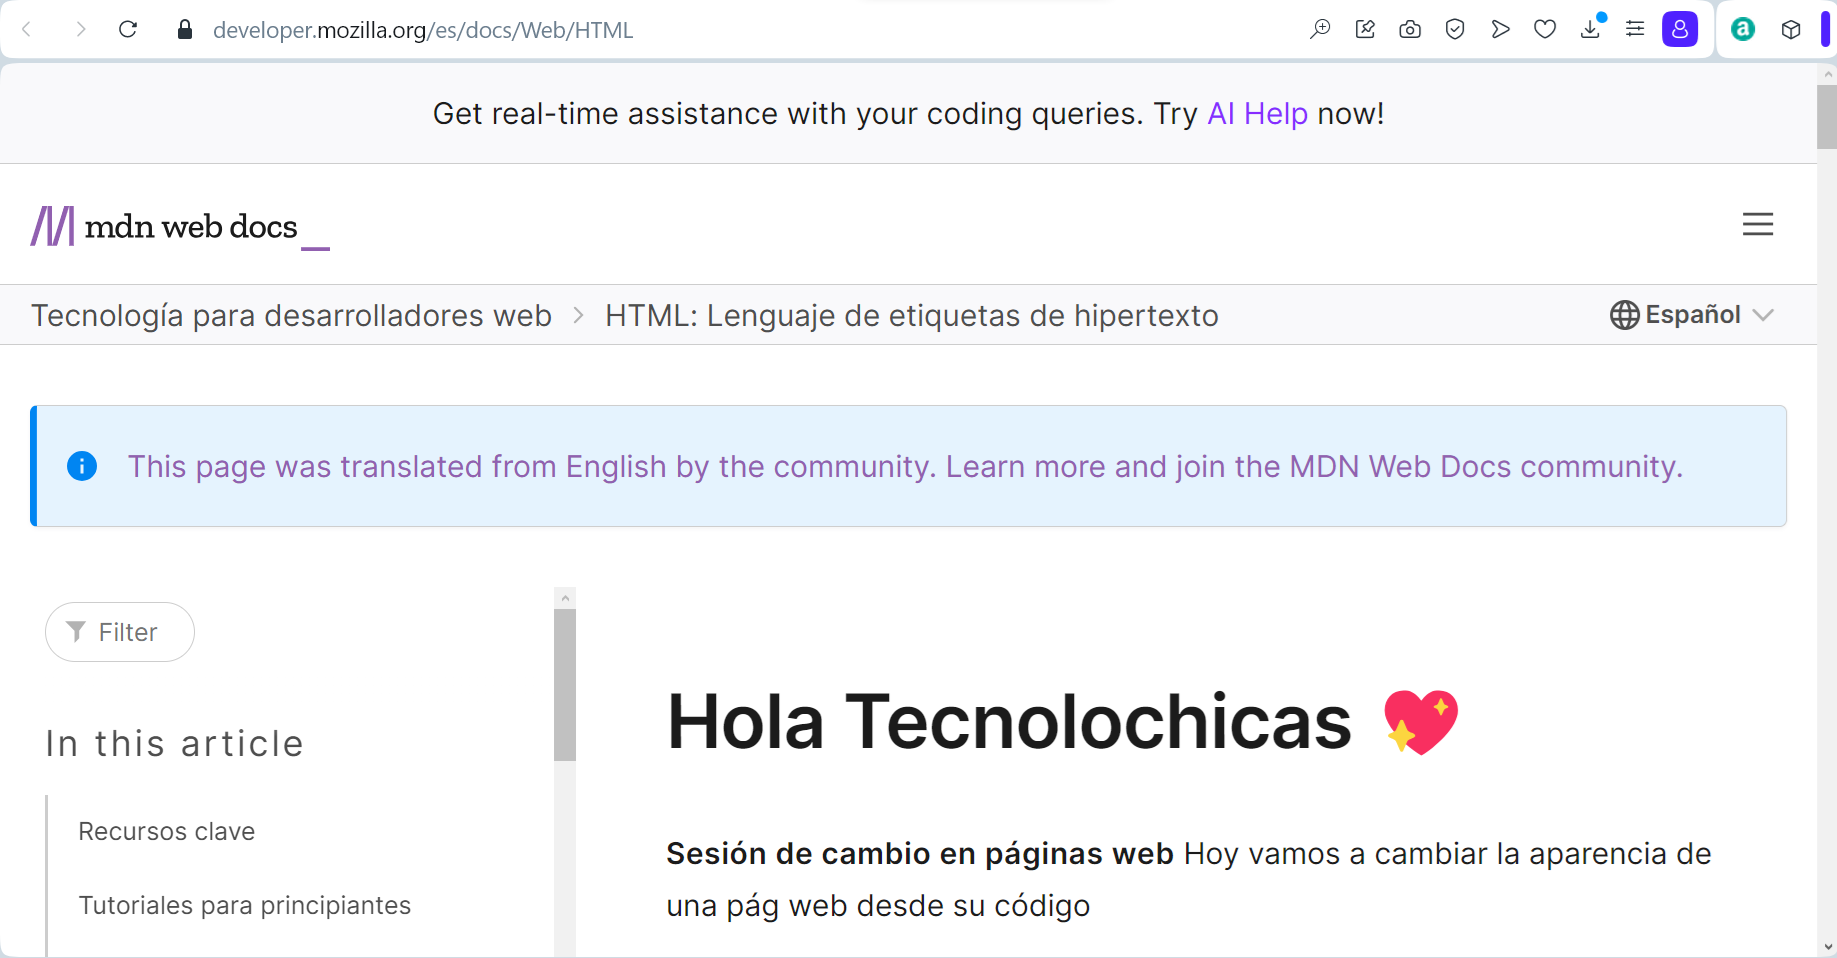 developer.mozilla.org/es/docs/Web/HTML
a
Get real-time assistance with your coding queries. Try AI Help now!
mdn web docs_
Tecnología para desarrolladores web > HTML: Lenguaje de etiquetas de hipertexto
Español
This page was translated from English by the community. Learn more and join the MDN Web Docs community.
Filter
In this article
Recursos clave
Tutoriales para principiantes
Hola Tecnolochicas 💖
Sesión de cambio en páginas web Hoy vamos a cambiar la aparencia de
una pág web desde su código